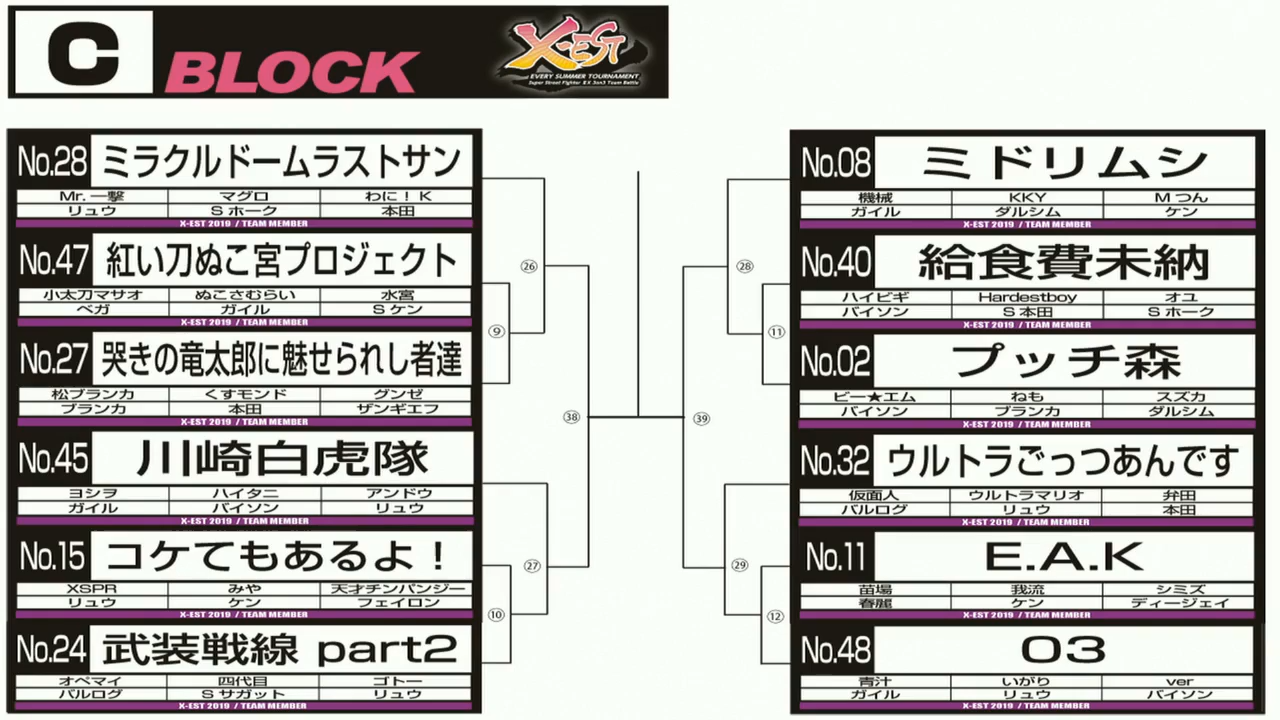 C BLOCK
X-EST
EVERY SUMMER TOURNAMENT
Super Street Fighter EX 3on3 Team Battle
No.28 ミラクルドームラストサン
Mr. 一撃 マグロ わに！K
リュウ S ホーク 本田
X-EST 2019 / TEAM MEMBER
No.47 紅い刀ぬこ宮プロジェクト
小太刀マサオ ぬこさむらい 水宮
ベガ ガイル S ケン
X-EST 2019 / TEAM MEMBER
No.27 哭きの竜太郎に魅せられし者達
松ブランカ くすモンド グンゼ
ブランカ 本田 ザンギエフ
X-EST 2019 / TEAM MEMBER
No.45 川崎白虎隊
ヨシヲ ハイタニ アンドウ
ガイル バイソン リュウ
X-EST 2019 / TEAM MEMBER
No.15 コケてもあるよ！
XSPR みや 天才チンパンジー
リュウ ケン フェイロン
X-EST 2019 / TEAM MEMBER
No.24 武装戦線 part2
オペマイ 四代目 ゴトー
バルログ S サガット リュウ
X-EST 2019 / TEAM MEMBER
㉖
⑨
㊳
㉗
⑩
㉘
⑪
㊴
㉙
⑫
No.08 ミドリムシ
機械 KKY M つん
ガイル ダルシム ケン
X-EST 2019 / TEAM MEMBER
No.40 給食費未納
ハイビギ Hardestboy オユ
バイソン S 本田 S ホーク
X-EST 2019 / TEAM MEMBER
No.02 プッチ森
ビー★エム ねも スズカ
バイソン ブランカ ダルシム
X-EST 2019 / TEAM MEMBER
No.32 ウルトラごっつあんです
仮面人 ウルトラマリオ 弁田
バルログ リュウ 本田
X-EST 2019 / TEAM MEMBER
No.11 E.A.K
苗場 我流 シミズ
春麗 ケン ディージェイ
X-EST 2019 / TEAM MEMBER
No.48 03
青汁 いがり ver
ガイル リュウ バイソン
X-EST 2019 / TEAM MEMBER